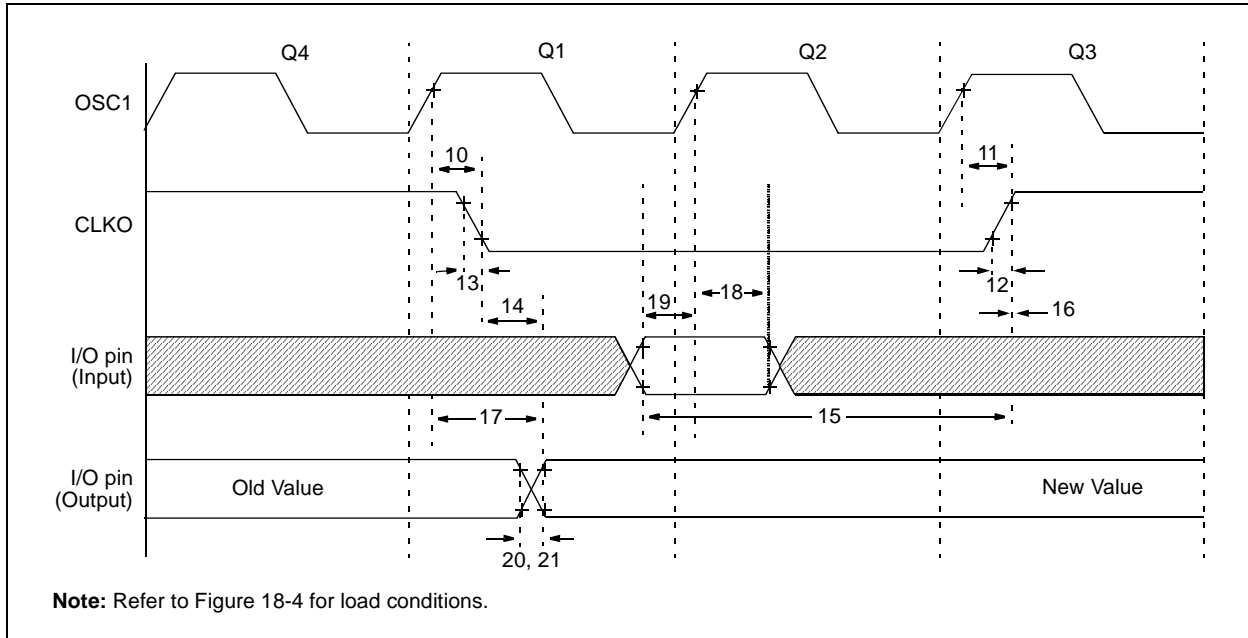 Q4 Q1 Q2 Q3
OSC1
10 11
CLKO
13 12
14 19 18 16
I/O pin
(Input)
17 15
I/O pin
(Output)
Old Value New Value
20, 21
Note: Refer to Figure 18-4 for load conditions.